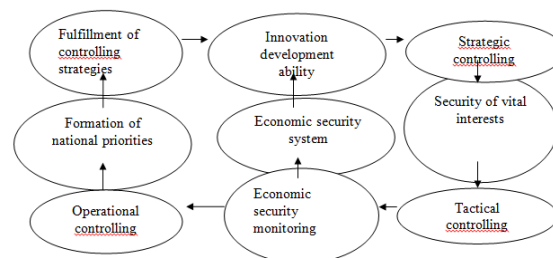 Fulfillment of
controlling
strategies
Innovation
development
ability
Strategic
controlling
Security of vital
interests
Formation of
national priorities
Economic security
system
Operational
controlling
Economic
security
monitoring
Tactical
controlling